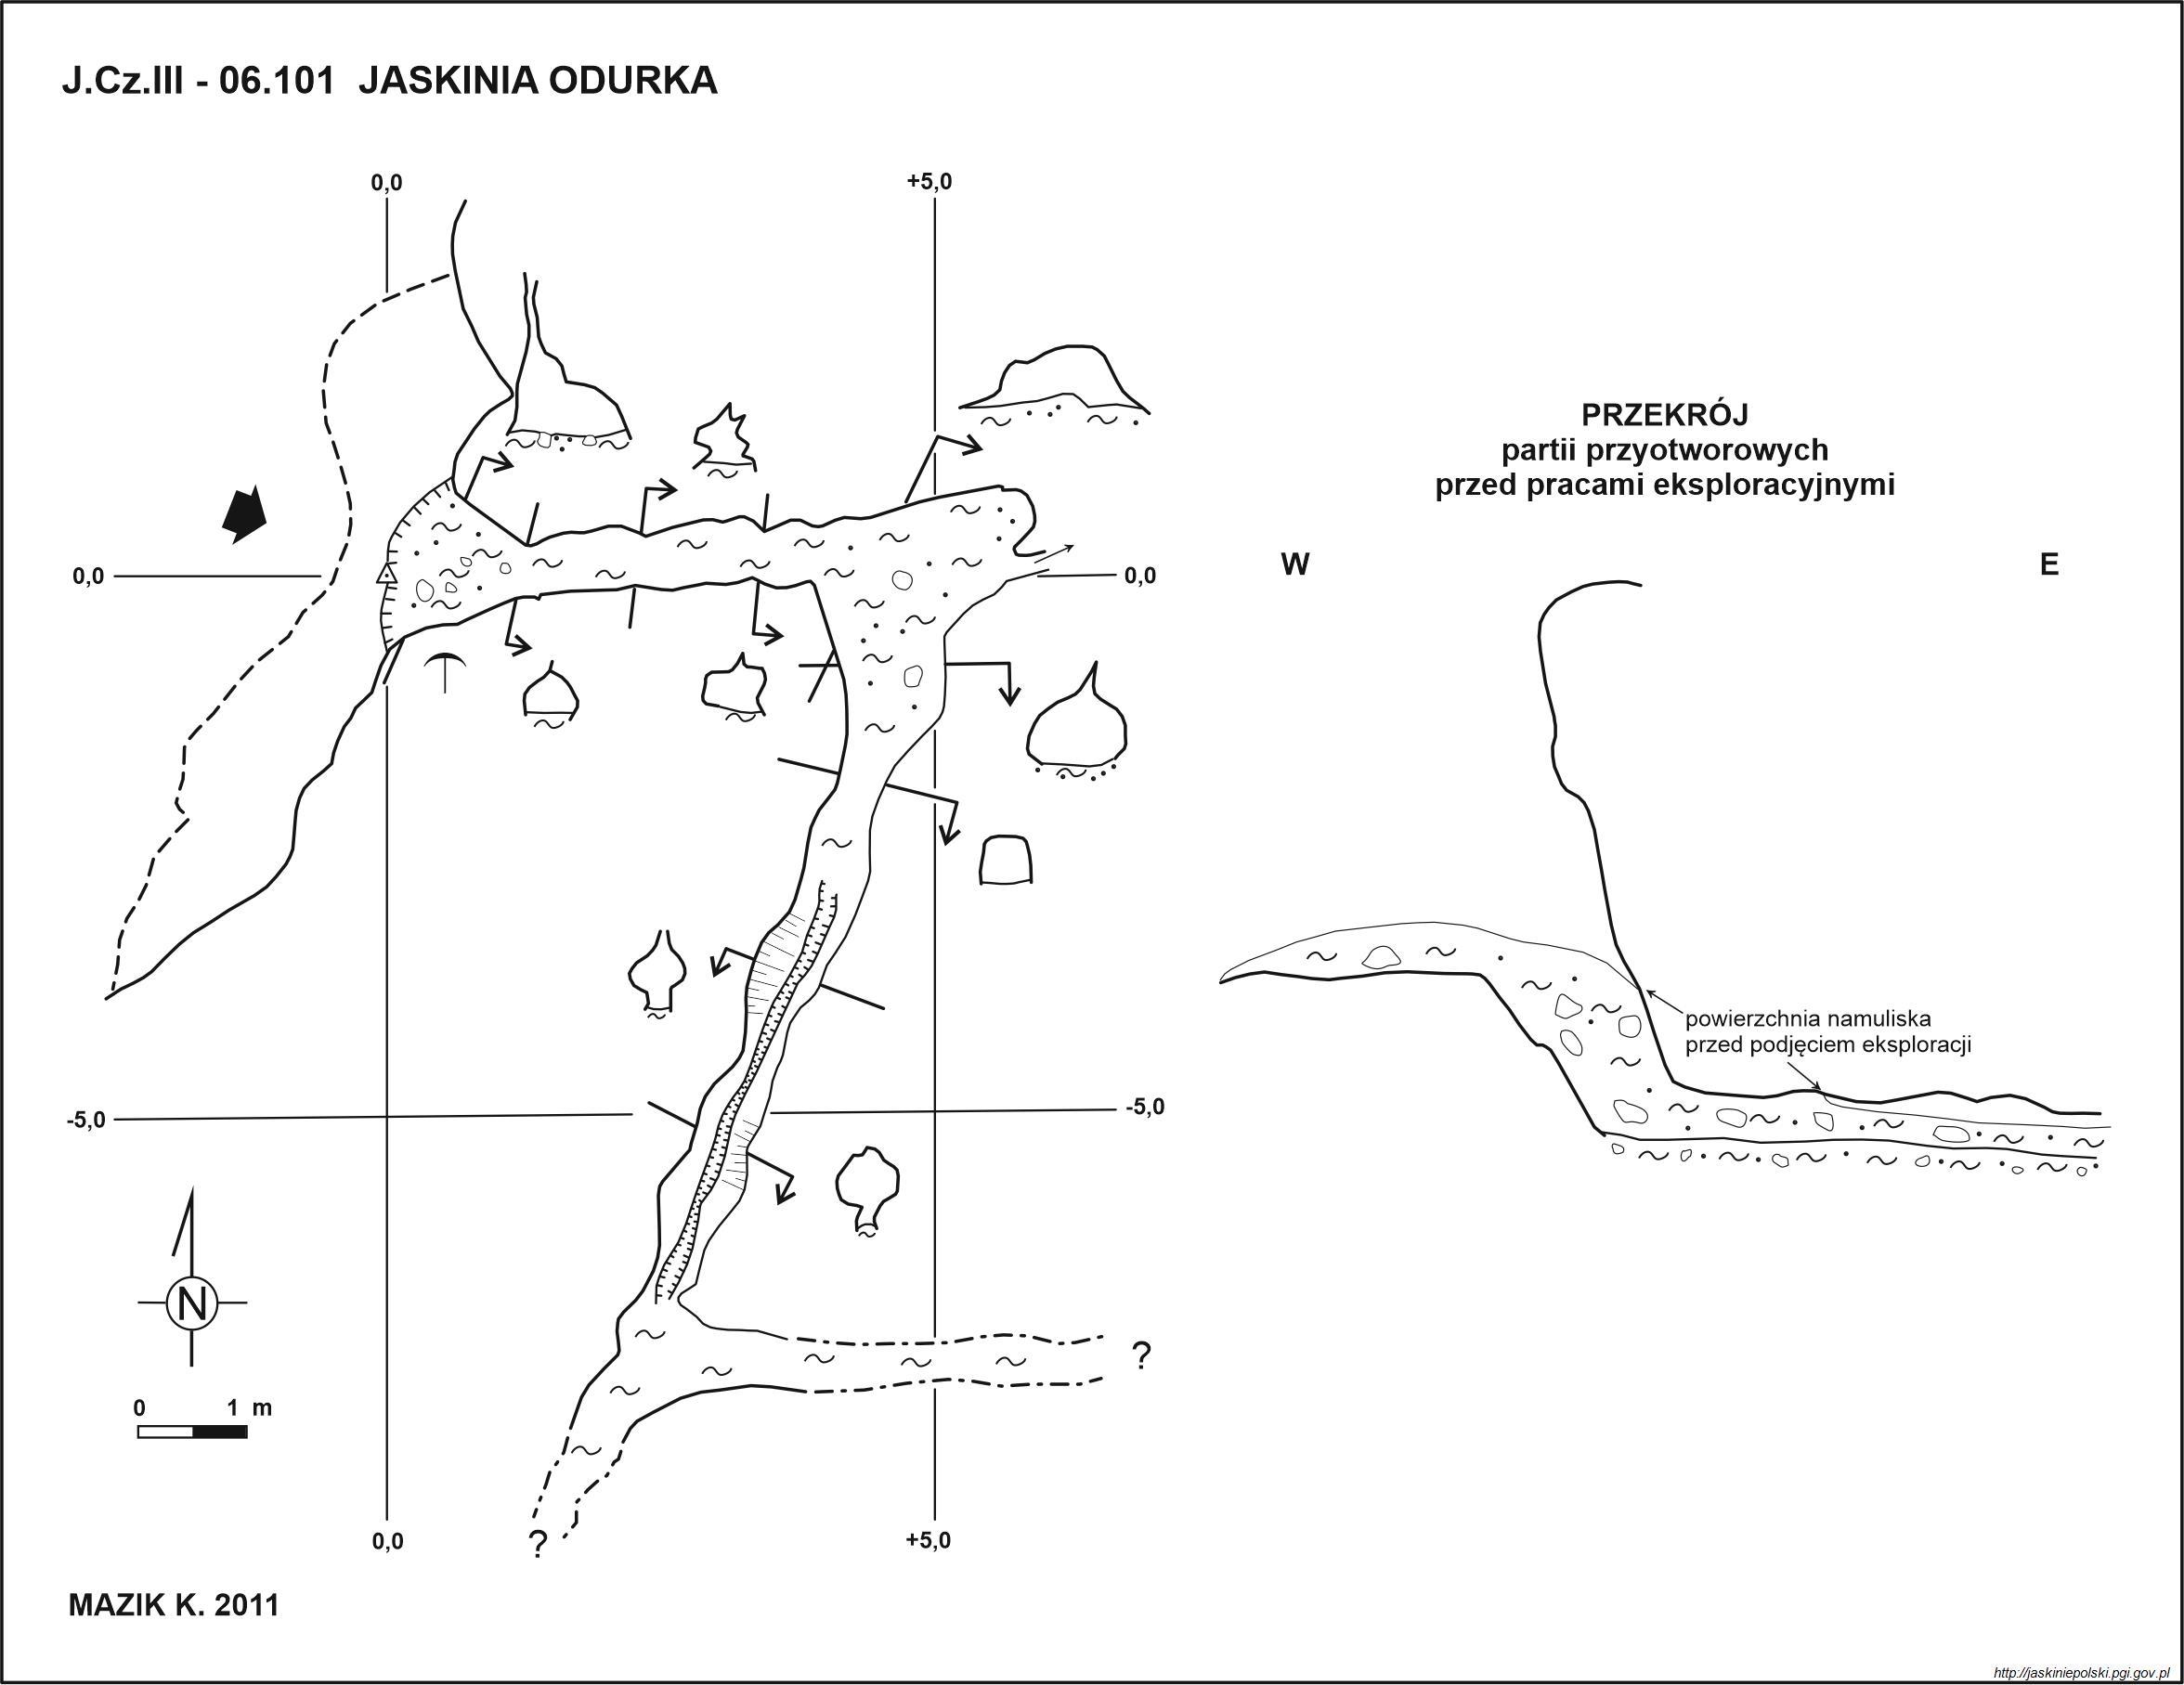 J.Cz.III - 06.101 JASKINIA ODURKA
0,0
+5,0
PRZEKRÓJ
partii przyotworowych
przed pracami eksploracyjnymi
W
E
0,0
0,0
powierzchnia namuliska
przed podjęciem eksploracji
-5,0
-5,0
N
?
0 1 m
0,0
?
+5,0
MAZIK K. 2011
http://jaskiniepolski.pgi.gov.pl